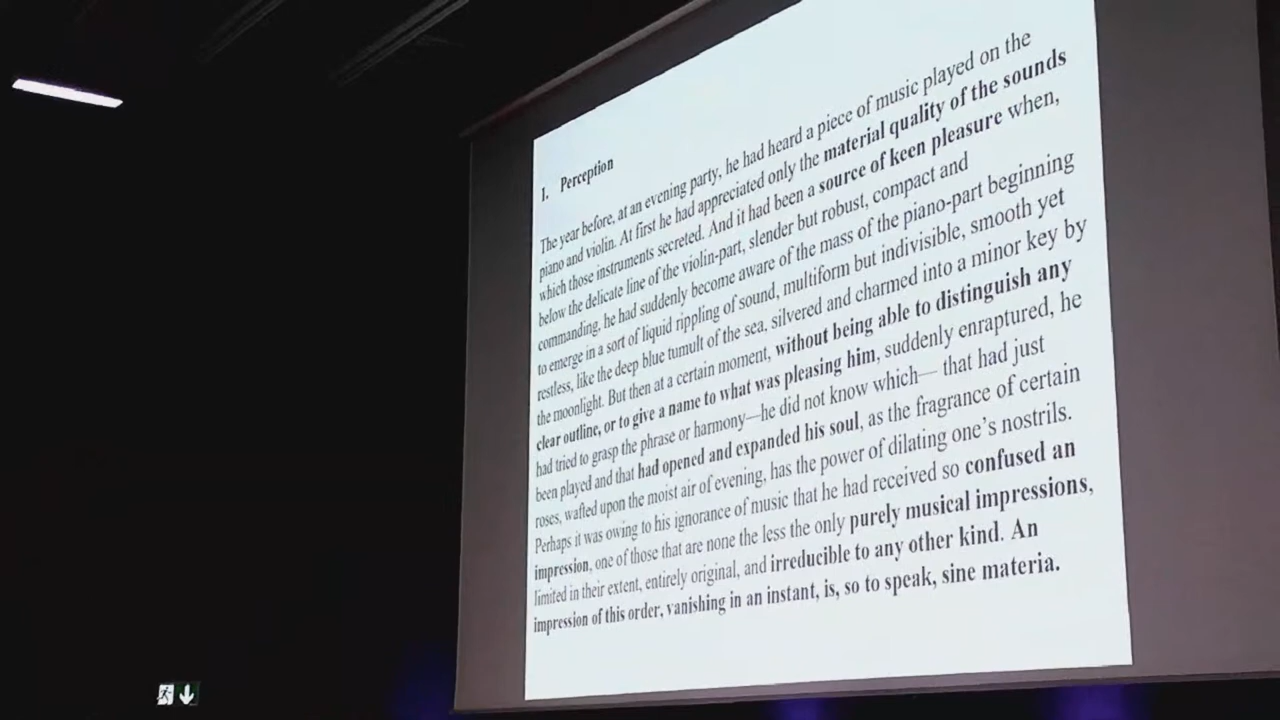 I. Perception
The year before, at an evening party, he had heard a piece of music played on the
piano and violin. At first he had appreciated only the material quality of the sounds
which those instruments secreted. And it had been a source of keen pleasure when,
below the delicate line of the violin-part, slender but robust, compact and
commanding, he had suddenly become aware of the mass of the piano-part beginning
to emerge in a sort of liquid rippling of sound, multiform but indivisible, smooth yet
restless, like the deep blue tumult of the sea, silvered and charmed into a minor key by
the moonlight. But then at a certain moment, without being able to distinguish any
clear outline, or to give a name to what was pleasing him, suddenly enraptured, he
had tried to grasp the phrase or harmony—he did not know which— that had just
been played and that had opened and expanded his soul, as the fragrance of certain
roses, wafted upon the moist air of evening, has the power of dilating one’s nostrils.
Perhaps it was owing to his ignorance of music that he had received so confused an
impression, one of those that are none the less the only purely musical impressions,
limited in their extent, entirely original, and irreducible to any other kind. An
impression of this order, vanishing in an instant, is, so to speak, sine materia.